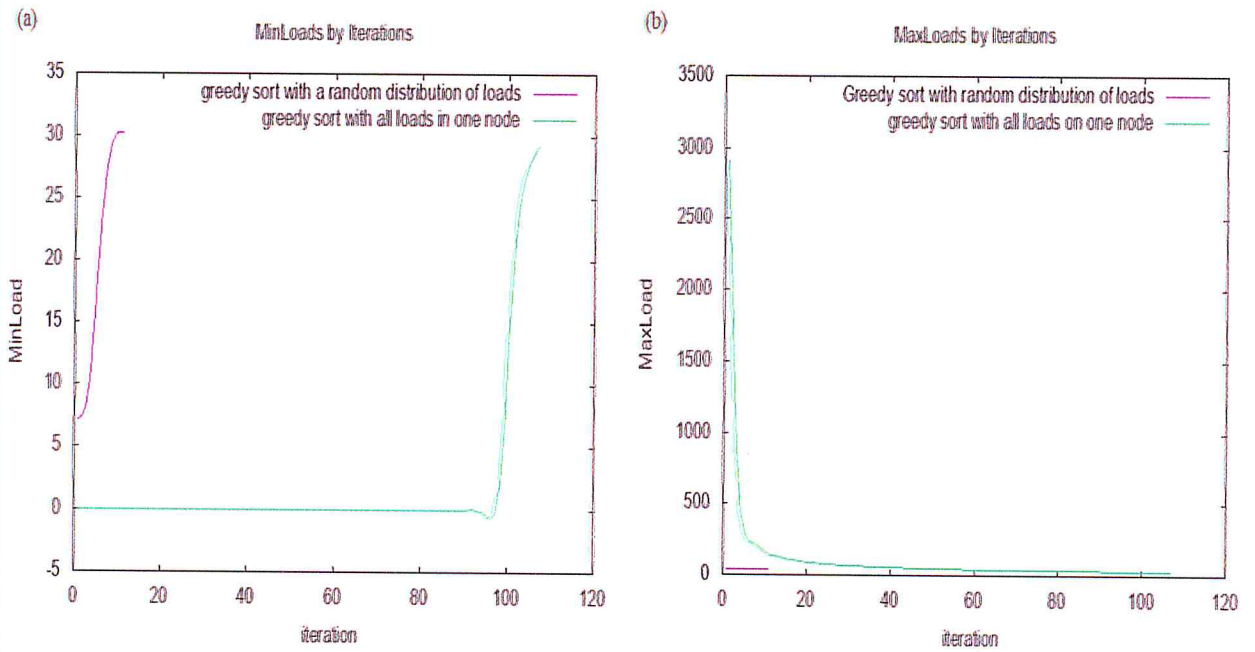 (a)
MinLoads by Iterations
35
30
25
20
15
10
5
0
-5
MinLoad
greedy sort with a random distribution of loads
greedy sort with all loads in one node
0 20 40 60 80 100 120
iteration
(b)
MaxLoads by Iterations
3500
3000
2500
2000
1500
1000
500
0
MaxLoad
Greedy sort with random distribution of loads
greedy sort with all loads on one node
0 20 40 60 80 100 120
iteration